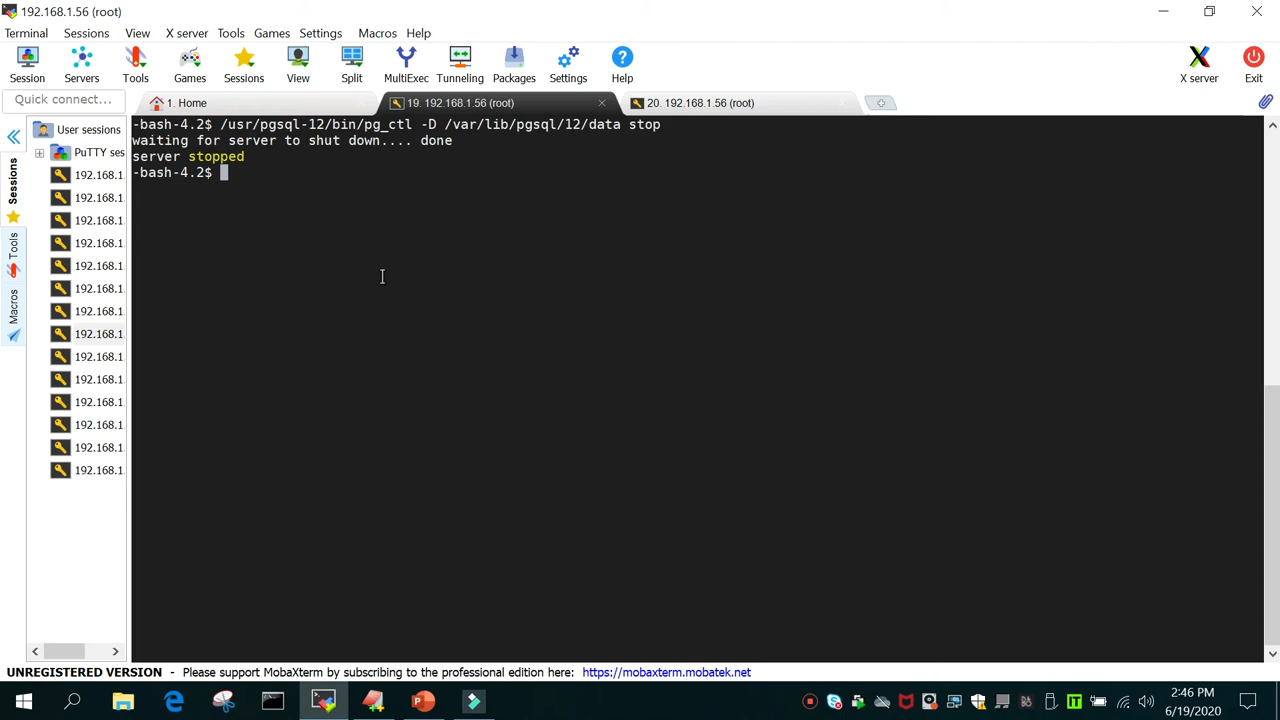 192.168.1.56 (root)
Terminal Sessions View X server Tools Games Settings Macros Help
Session Servers Tools Games Sessions View Split MultiExec Tunneling Packages Settings Help X server Exit
Quick connect...
1. Home
19. 192.168.1.56 (root)
20. 192.168.1.56 (root)
Sessions
Tools
Macros
User sessions
PuTTY ses
192.168.1
192.168.1
192.168.1
192.168.1
192.168.1
192.168.1
192.168.1
192.168.1
192.168.1
192.168.1
192.168.1
192.168.1
192.168.1
192.168.1
-bash-4.2$ /usr/pgsql-12/bin/pg_ctl -D /var/lib/pgsql/12/data stop
waiting for server to shut down.... done
server stopped
-bash-4.2$
UNREGISTERED VERSION - Please support MobaXterm by subscribing to the professional edition here: https://mobaxterm.mobatek.net
2:46 PM
6/19/2020